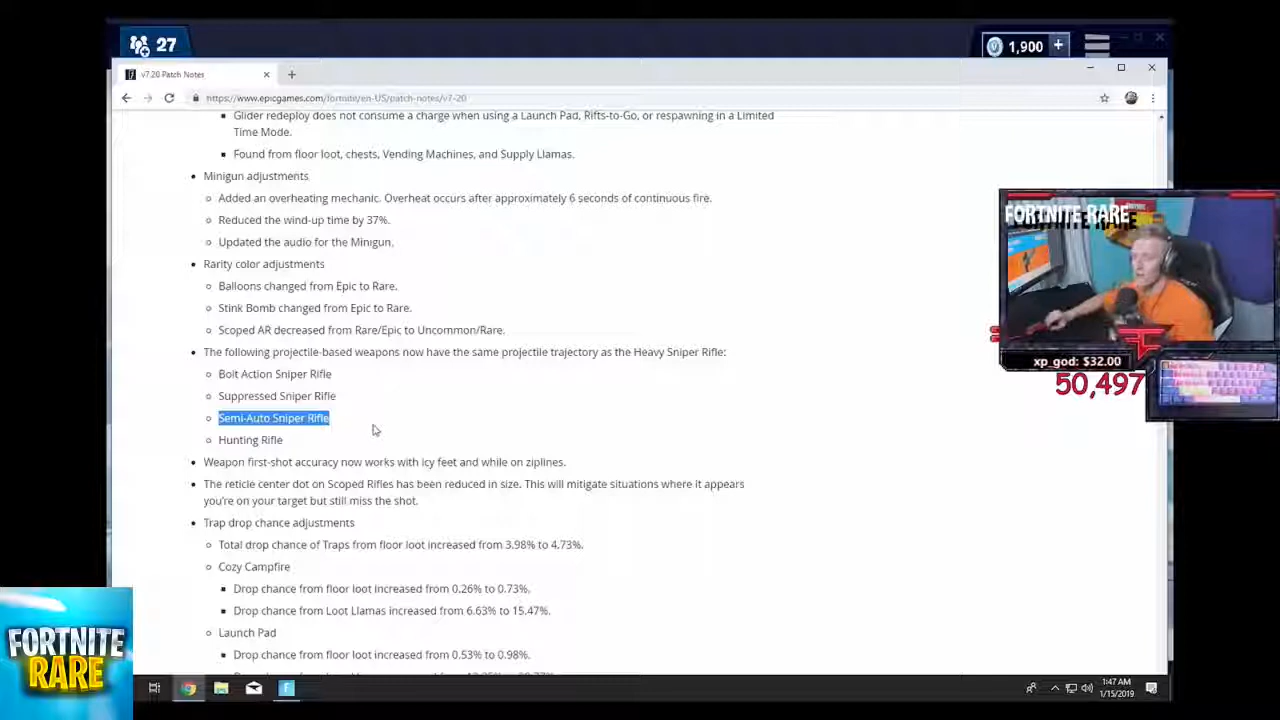 27
1,900
v7.20 Patch Notes
https://www.epicgames.com/fortnite/en-US/patch-notes/v7-20
Glider redeploy does not consume a charge when using a Launch Pad, Rifts-to-Go, or respawning in a Limited
Time Mode.
Found from floor loot, chests, Vending Machines, and Supply Llamas.
Minigun adjustments
Added an overheating mechanic. Overheat occurs after approximately 6 seconds of continuous fire.
Reduced the wind-up time by 37%.
Updated the audio for the Minigun.
Rarity color adjustments
Balloons changed from Epic to Rare.
Stink Bomb changed from Epic to Rare.
Scoped AR decreased from Rare/Epic to Uncommon/Rare.
The following projectile-based weapons now have the same projectile trajectory as the Heavy Sniper Rifle:
Bolt Action Sniper Rifle
Suppressed Sniper Rifle
Semi-Auto Sniper Rifle
Hunting Rifle
Weapon first-shot accuracy now works with icy feet and while on ziplines.
The reticle center dot on Scoped Rifles has been reduced in size. This will mitigate situations where it appears
you're on your target but still miss the shot.
Trap drop chance adjustments
Total drop chance of Traps from floor loot increased from 3.98% to 4.73%.
Cozy Campfire
Drop chance from floor loot increased from 0.26% to 0.73%.
Drop chance from Loot Llamas increased from 6.63% to 15.47%.
Launch Pad
Drop chance from floor loot increased from 0.53% to 0.98%.
FORTNITE RARE
FORTNITE RARE
xp_god: $32.00
50,497
FORTNITE
RARE
1:47 AM
1/15/2019